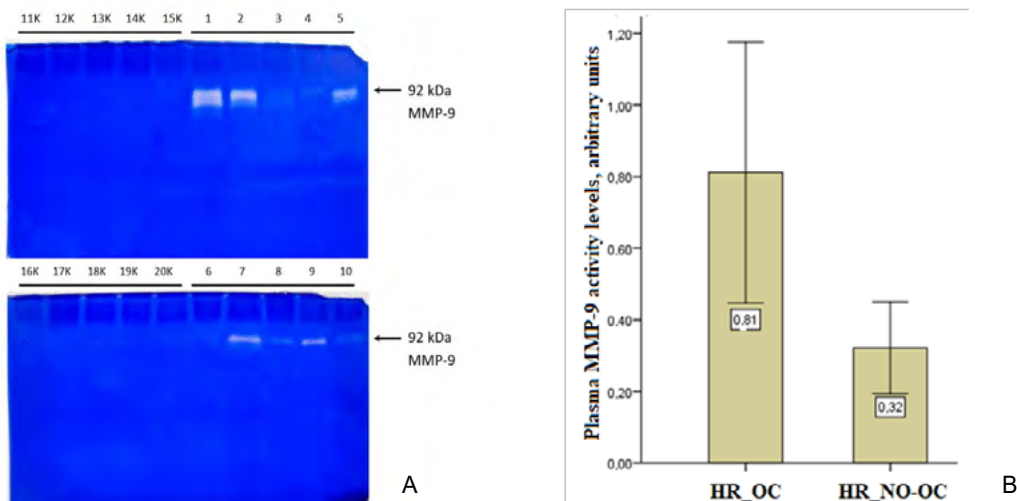 11K 12K 13K 14K 15K 1 2 3 4 5
92 kDa
MMP-9
16K 17K 18K 19K 20K 6 7 8 9 10
92 kDa
MMP-9
A
Plasma MMP-9 activity levels, arbitrary units
1,20
1,00
0,80
0,60
0,40
0,20
0,00
0,81
0,32
HR_OC HR_NO-OC
B